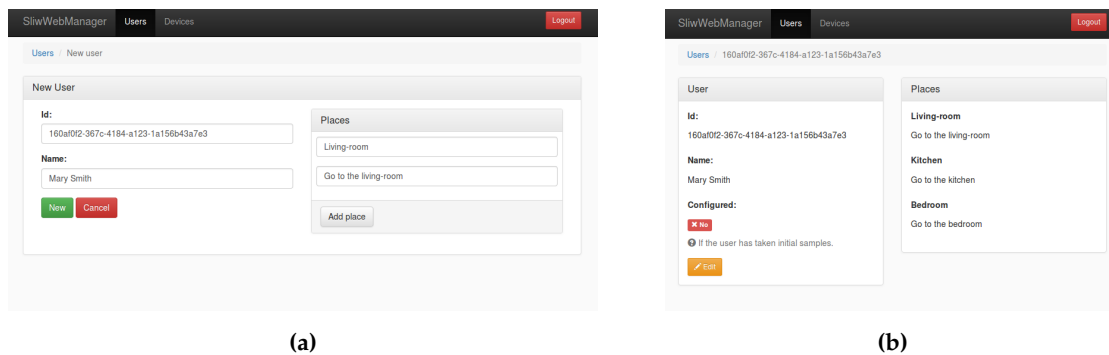 SliwWebManager Users Devices Logout
Users / New user
New User
Id:
160af0f2-367c-4184-a123-1a156b43a7e3
Name:
Mary Smith
New Cancel
Places
Living-room
Go to the living-room
Add place
(a)
SliwWebManager Users Devices Logout
Users / 160af0f2-367c-4184-a123-1a156b43a7e3
User
Id:
160af0f2-367c-4184-a123-1a156b43a7e3
Name:
Mary Smith
Configured:
No
If the user has taken initial samples.
Edit
Places
Living-room
Go to the living-room
Kitchen
Go to the kitchen
Bedroom
Go to the bedroom
(b)